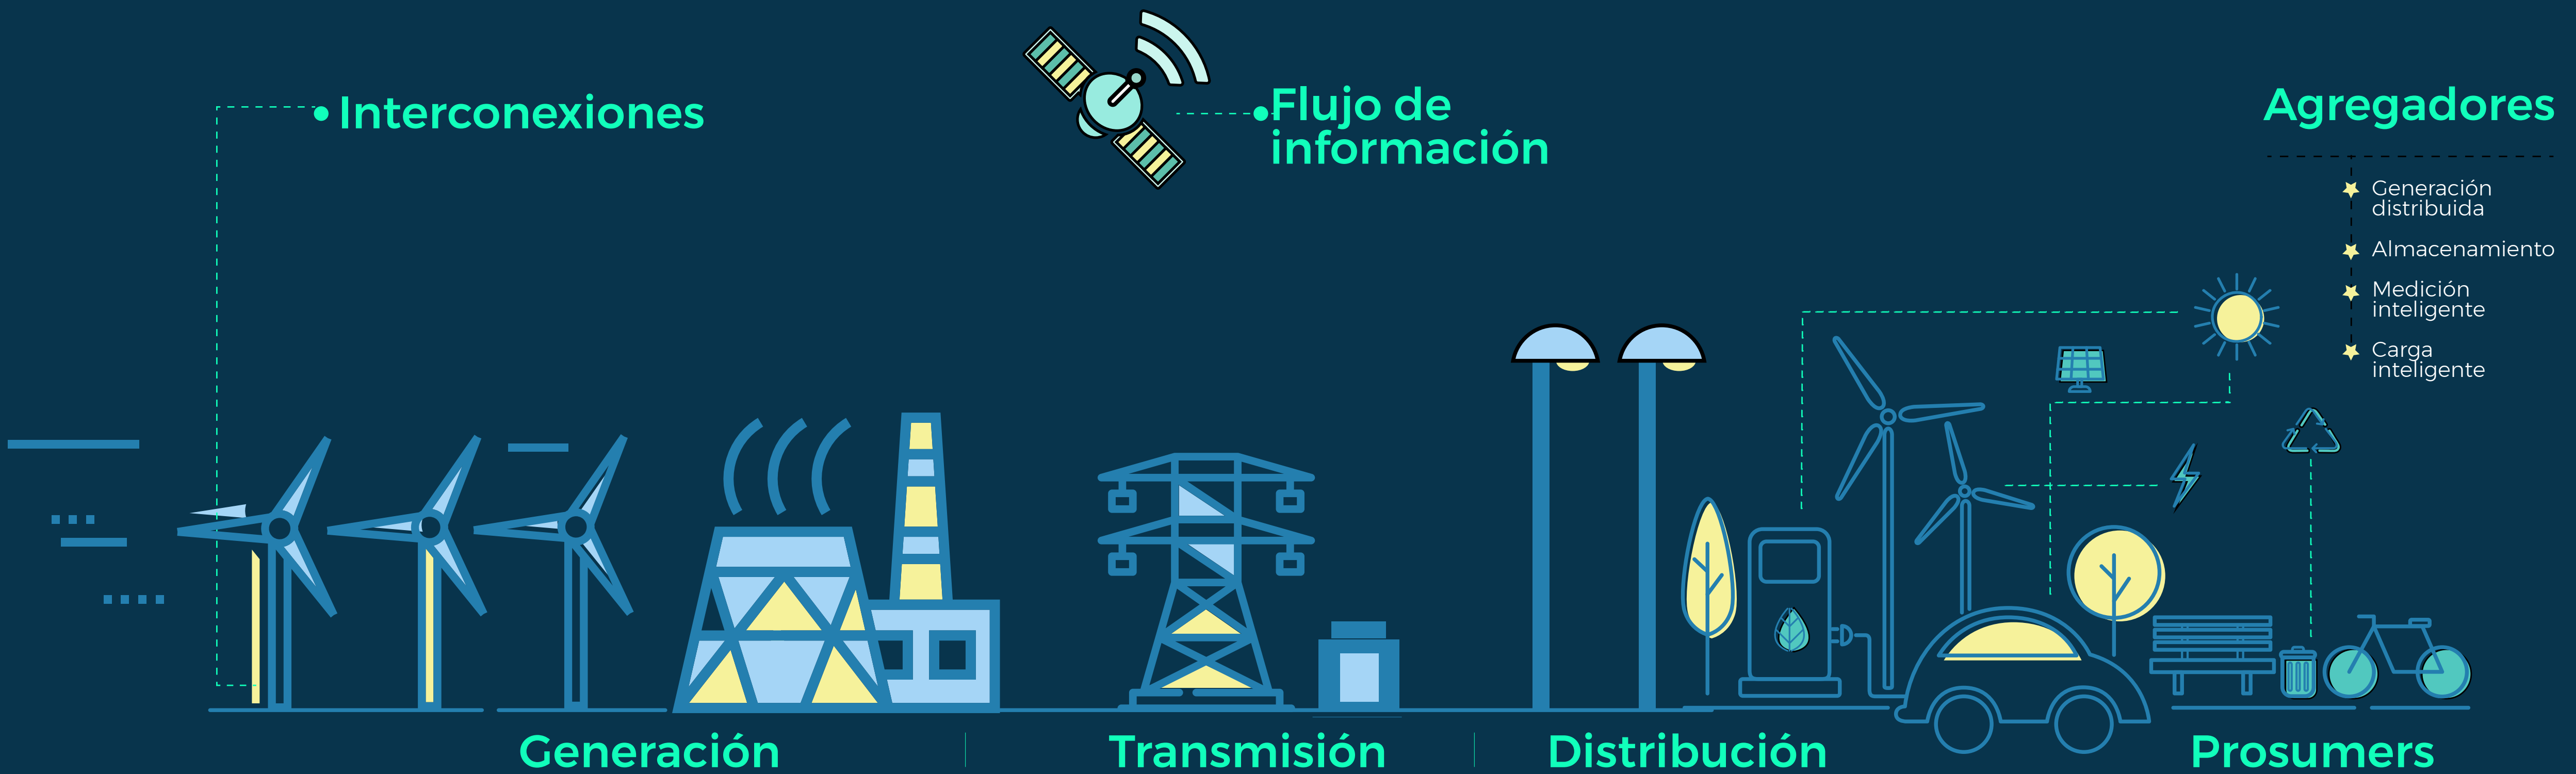 Interconexiones
Flujo de
información
Agregadores
Generación
distribuida
Almacenamiento
Medición
inteligente
Carga
inteligente
Generación
Transmisión
Distribución
Prosumers